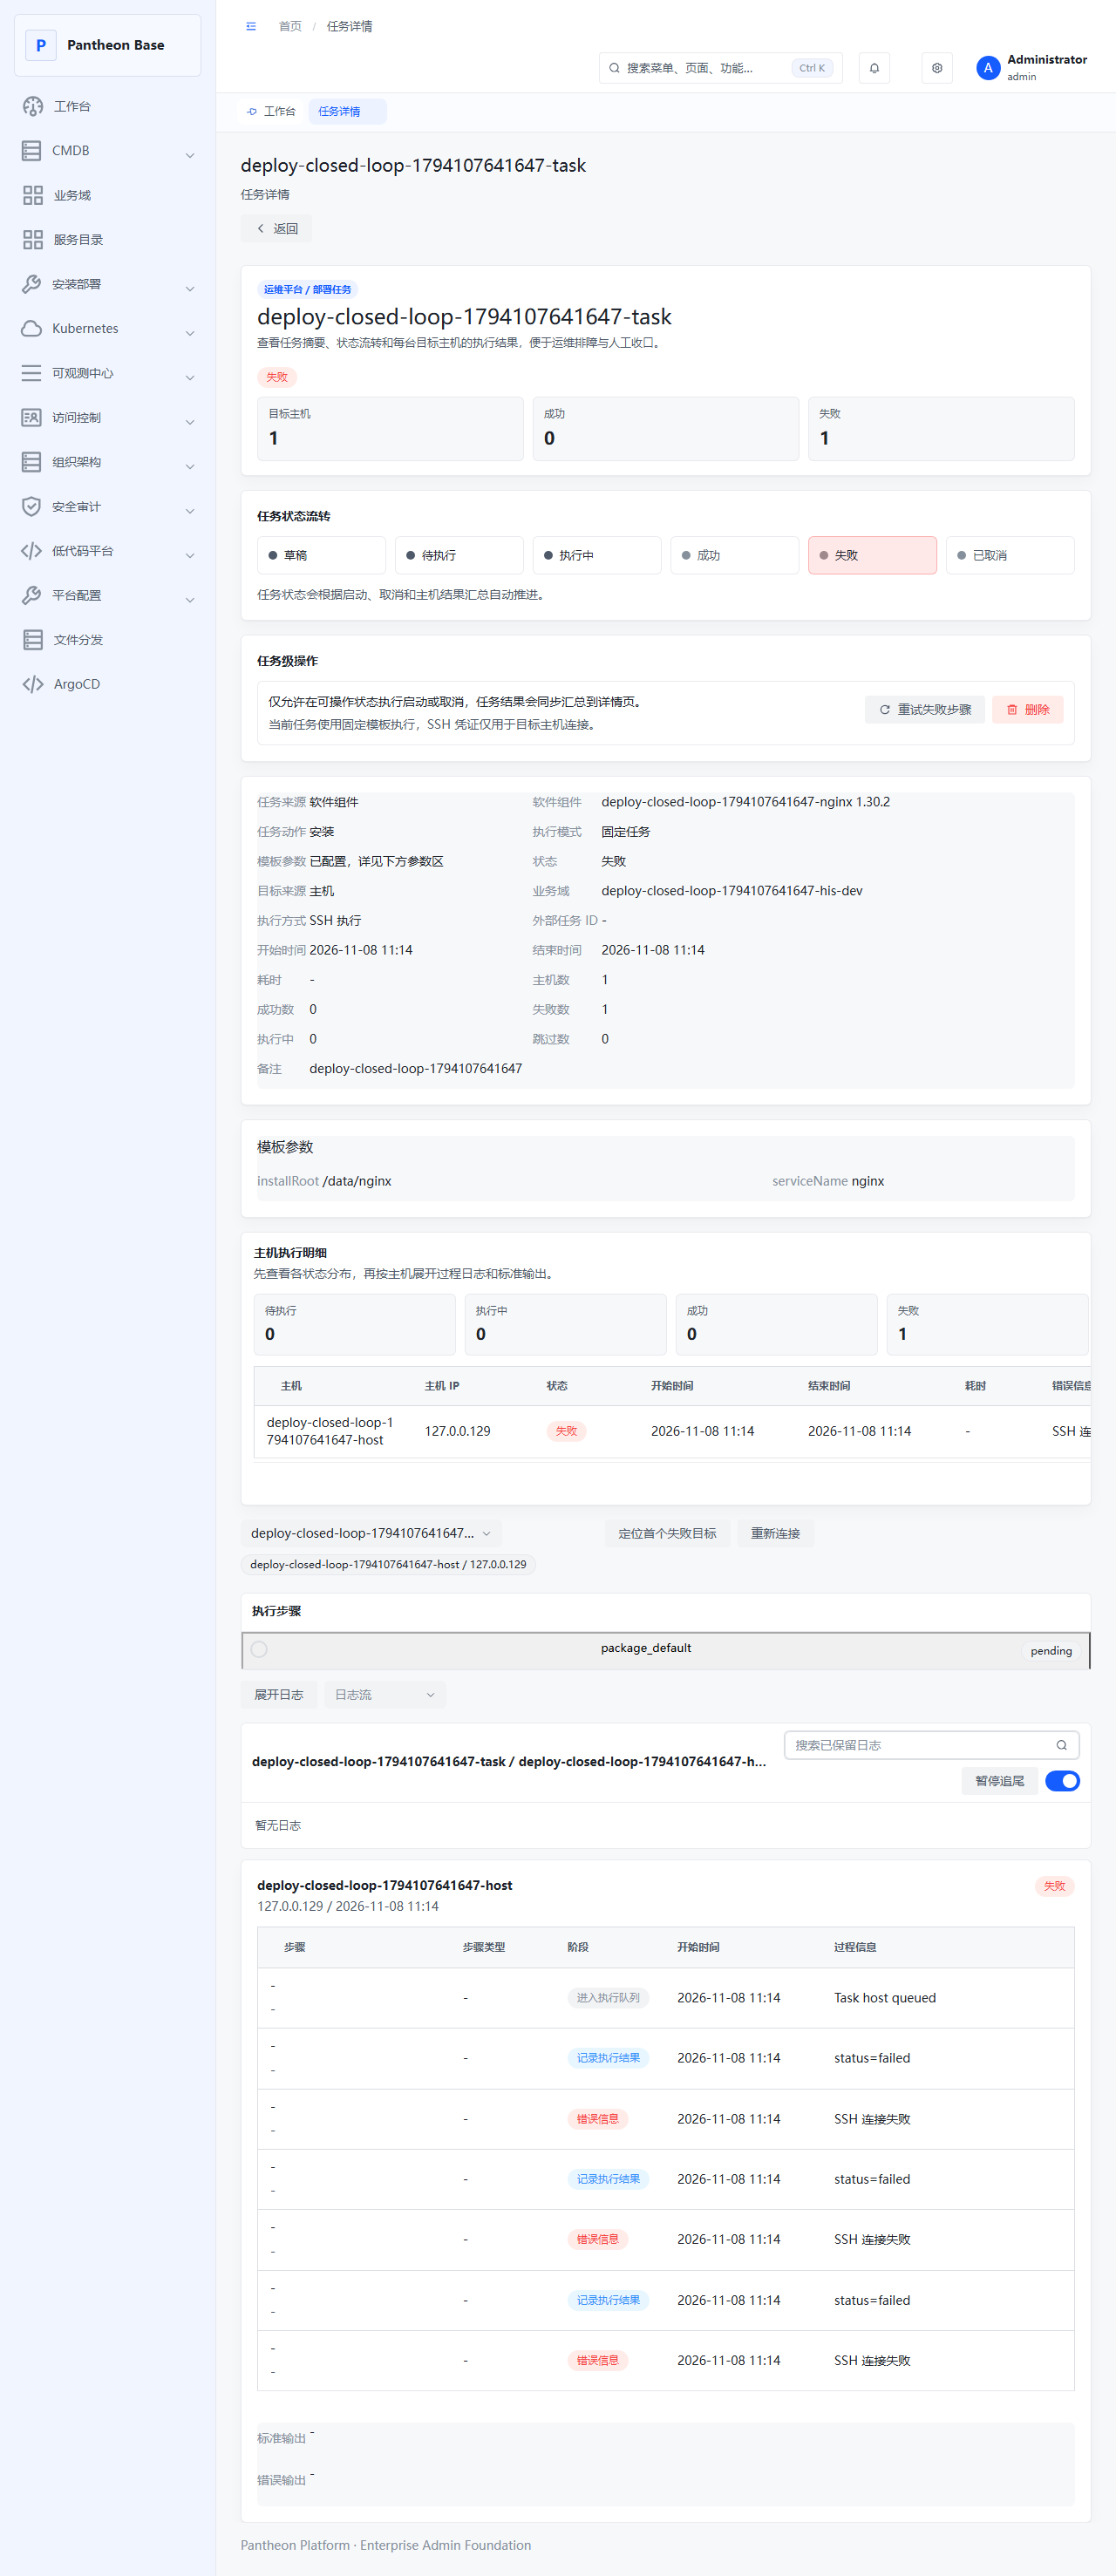 P Pantheon Base
工作台
CMDB
业务域
服务目录
安装部署
Kubernetes
可观测中心
访问控制
组织架构
安全审计
低代码平台
平台配置
文件分发
ArgoCD
首页 / 任务详情
搜索菜单、页面、功能... Ctrl K
A Administrator
admin
工作台 任务详情
deploy-closed-loop-1794107641647-task
任务详情
返回
运维平台 / 部署任务
deploy-closed-loop-1794107641647-task
查看任务摘要、状态流转和每台目标主机的执行结果，便于运维排障与人工收口。
失败
目标主机 成功 失败
1 0 1
任务状态流转
草稿 待执行 执行中 成功 失败 已取消
任务状态会根据启动、取消和主机结果汇总自动推进。
任务级操作
仅允许在可操作状态执行启动或取消，任务结果会同步汇总到详情页。
当前任务使用固定模板执行，SSH 凭证仅用于目标主机连接。
重试失败步骤 删除
任务来源 软件组件 软件组件 deploy-closed-loop-1794107641647-nginx 1.30.2
任务动作 安装 执行模式 固定任务
模板参数 已配置，详见下方参数区 状态 失败
目标来源 主机 业务域 deploy-closed-loop-1794107641647-his-dev
执行方式 SSH 执行 外部任务 ID -
开始时间 2026-11-08 11:14 结束时间 2026-11-08 11:14
耗时 - 主机数 1
成功数 0 失败数 1
执行中 0 跳过数 0
备注 deploy-closed-loop-1794107641647
模板参数
installRoot /data/nginx serviceName nginx
主机执行明细
先查看各状态分布，再按主机展开过程日志和标准输出。
待执行 执行中 成功 失败
0 0 0 1
主机 主机 IP 状态 开始时间 结束时间 耗时 错误信息
deploy-closed-loop-1
794107641647-host 127.0.0.129 失败 2026-11-08 11:14 2026-11-08 11:14 - SSH 连
deploy-closed-loop-1794107641647... 定位首个失败目标 重新连接
deploy-closed-loop-1794107641647-host / 127.0.0.129
执行步骤
package_default pending
展开日志 日志流
deploy-closed-loop-1794107641647-task / deploy-closed-loop-1794107641647-h...
搜索已保留日志
暂停追尾
暂无日志
deploy-closed-loop-1794107641647-host 失败
127.0.0.129 / 2026-11-08 11:14
步骤 步骤类型 阶段 开始时间 过程信息
-
- - 进入执行队列 2026-11-08 11:14 Task host queued
-
- - 记录执行结果 2026-11-08 11:14 status=failed
-
- - 错误信息 2026-11-08 11:14 SSH 连接失败
-
- - 记录执行结果 2026-11-08 11:14 status=failed
-
- - 错误信息 2026-11-08 11:14 SSH 连接失败
-
- - 记录执行结果 2026-11-08 11:14 status=failed
-
- - 错误信息 2026-11-08 11:14 SSH 连接失败
标准输出 -
错误输出 -
Pantheon Platform · Enterprise Admin Foundation